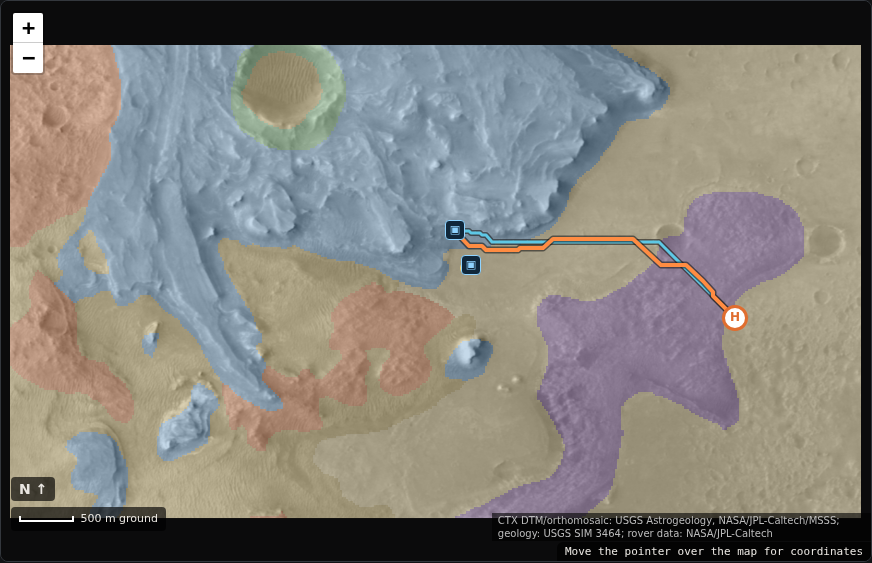 +
−
H
N ↑
500 m ground
CTX DTM/orthomosaic: USGS Astrogeology, NASA/JPL-Caltech/MSSS;
geology: USGS SIM 3464; rover data: NASA/JPL-Caltech
Move the pointer over the map for coordinates